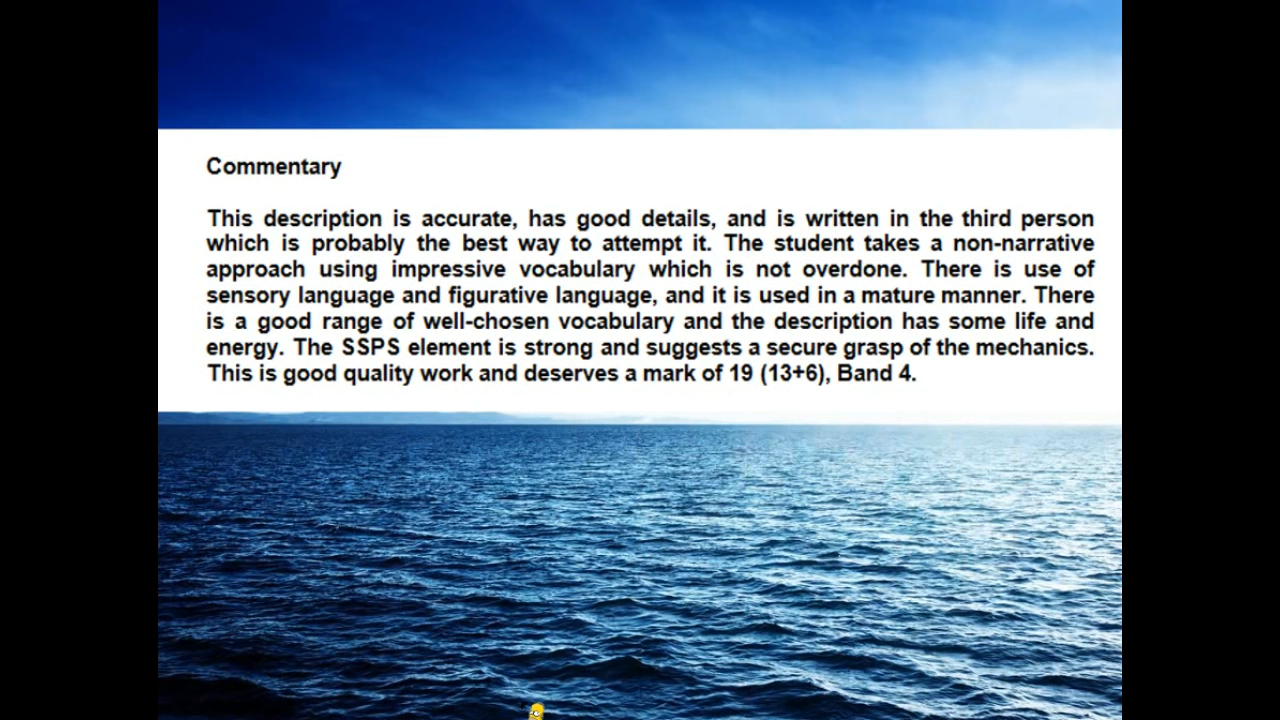 Commentary
This description is accurate, has good details, and is written in the third person
which is probably the best way to attempt it. The student takes a non-narrative
approach using impressive vocabulary which is not overdone. There is use of
sensory language and figurative language, and it is used in a mature manner. There
is a good range of well-chosen vocabulary and the description has some life and
energy. The SSPS element is strong and suggests a secure grasp of the mechanics.
This is good quality work and deserves a mark of 19 (13+6), Band 4.